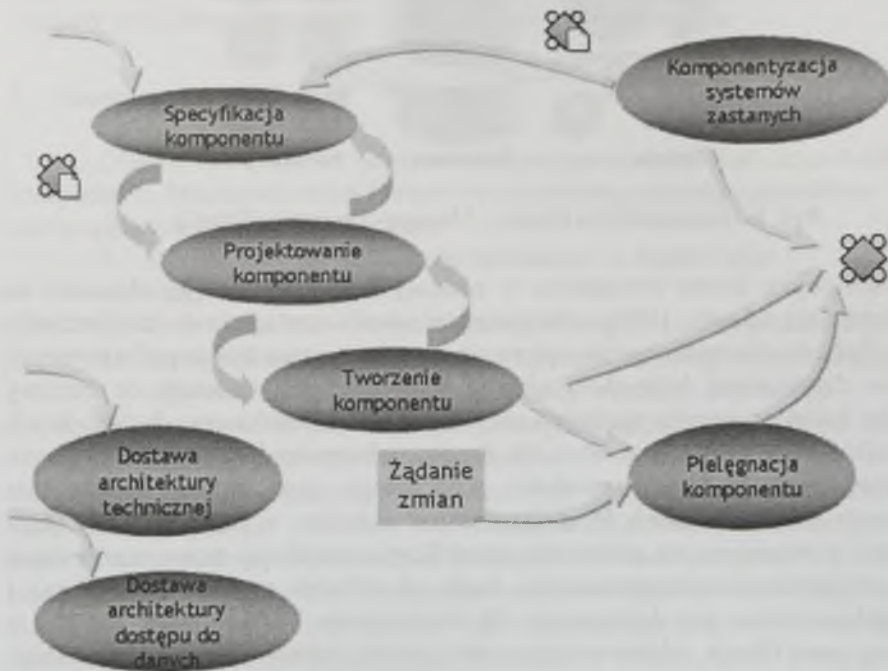 Komponentyzacja
systemów
zastanych
Specyfikacja
komponentu
Projektowanie
komponentu
Tworzenie
komponentu
Dostawa
architektury
technicznej
Żądanie
zmian
Pielęgnacja
komponentu
Dostawa
architektury
dostępu do
danych